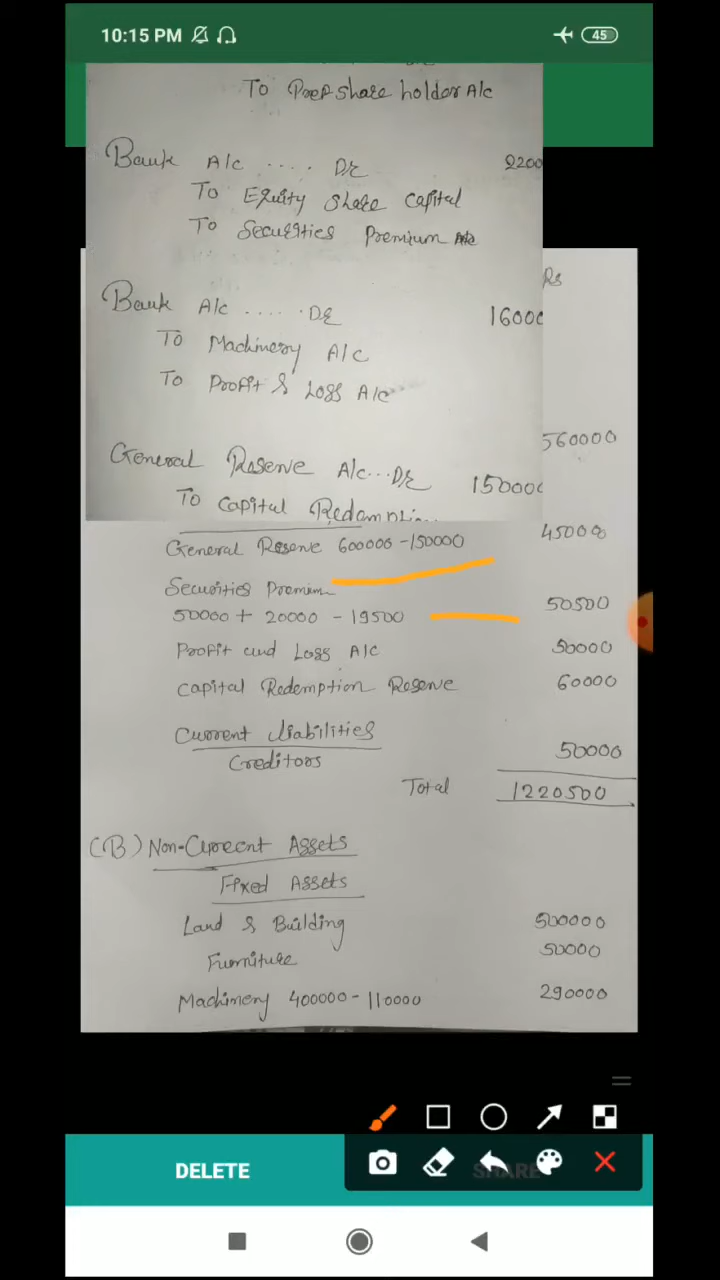 10:15 PM
45
To Pref share holder A/c
Bank A/c .... Dr
2200
To Equity Share Capital
To Securities Premium A/c
Rs
Bank A/c ..... Dr
16000
To Machinery A/c
To Profit & Loss A/c
560000
General Reserve A/c...Dr
150000
To Capital Redemption
General Reserve 600000 - 150000
450000
Securities Premium
50000 + 20000 - 19500
50500
Profit and Loss A/c
50000
Capital Redemption Reserve
60000
Current Liabilities
Creditors
50000
Total
1220500
(B) Non-Current Assets
Fixed Assets
Land & Building
500000
Furniture
50000
Machinery 400000 - 110000
290000
DELETE
SHARE